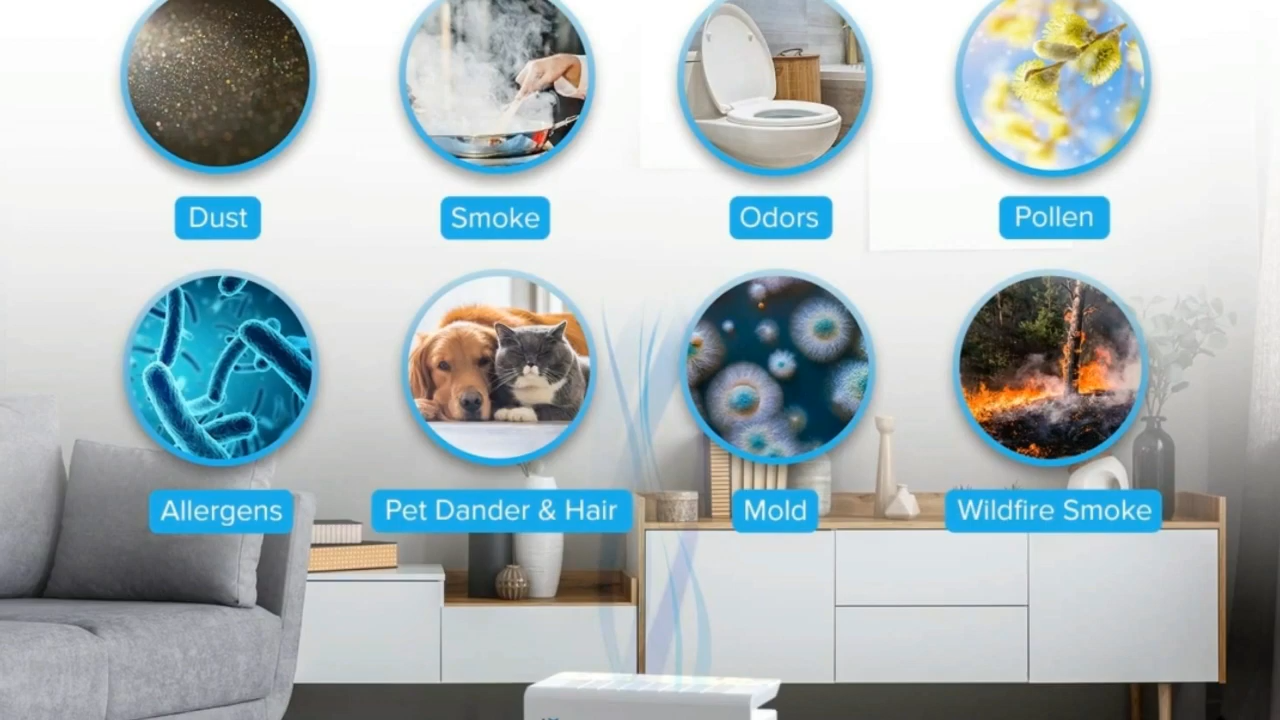 Dust
Smoke
Odors
Pollen
Allergens
Pet Dander & Hair
Mold
Wildfire Smoke